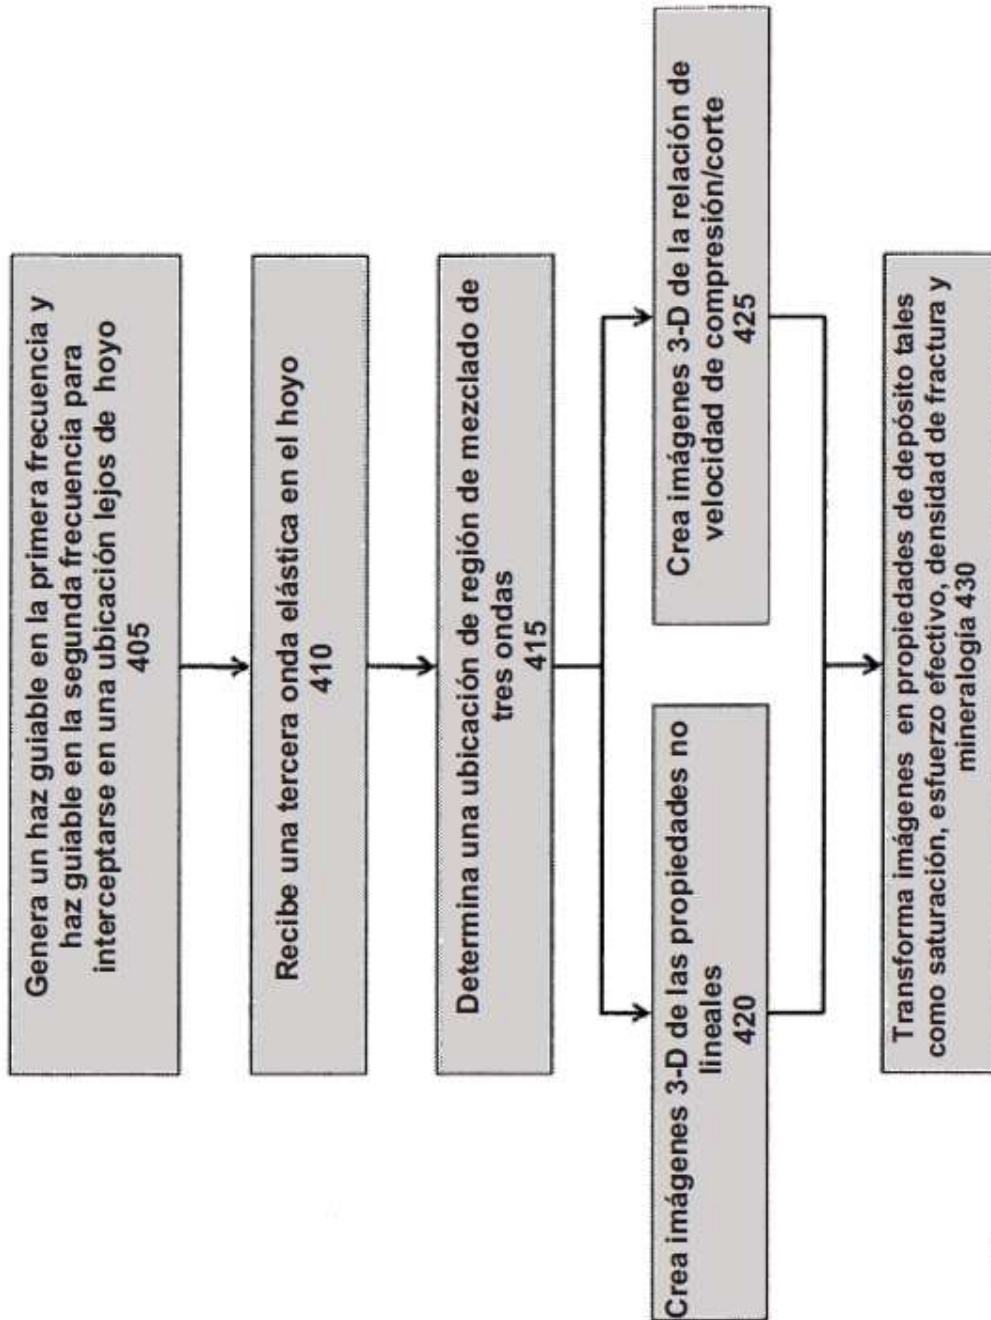 Genera un haz guiable en la primera frecuencia y
haz guiable en la segunda frecuencia para
interceptarse en una ubicación lejos de hoyo
405
Recibe una tercera onda elástica en el hoyo
410
Determina una ubicación de región de mezclado de
tres ondas
415
Crea imágenes 3-D de las propiedades no
lineales
420
Crea imágenes 3-D de la relación de
velocidad de compresión/corte
425
Transforma imágenes en propiedades de depósito tales
como saturación, esfuerzo efectivo, densidad de fractura y
mineralogía 430